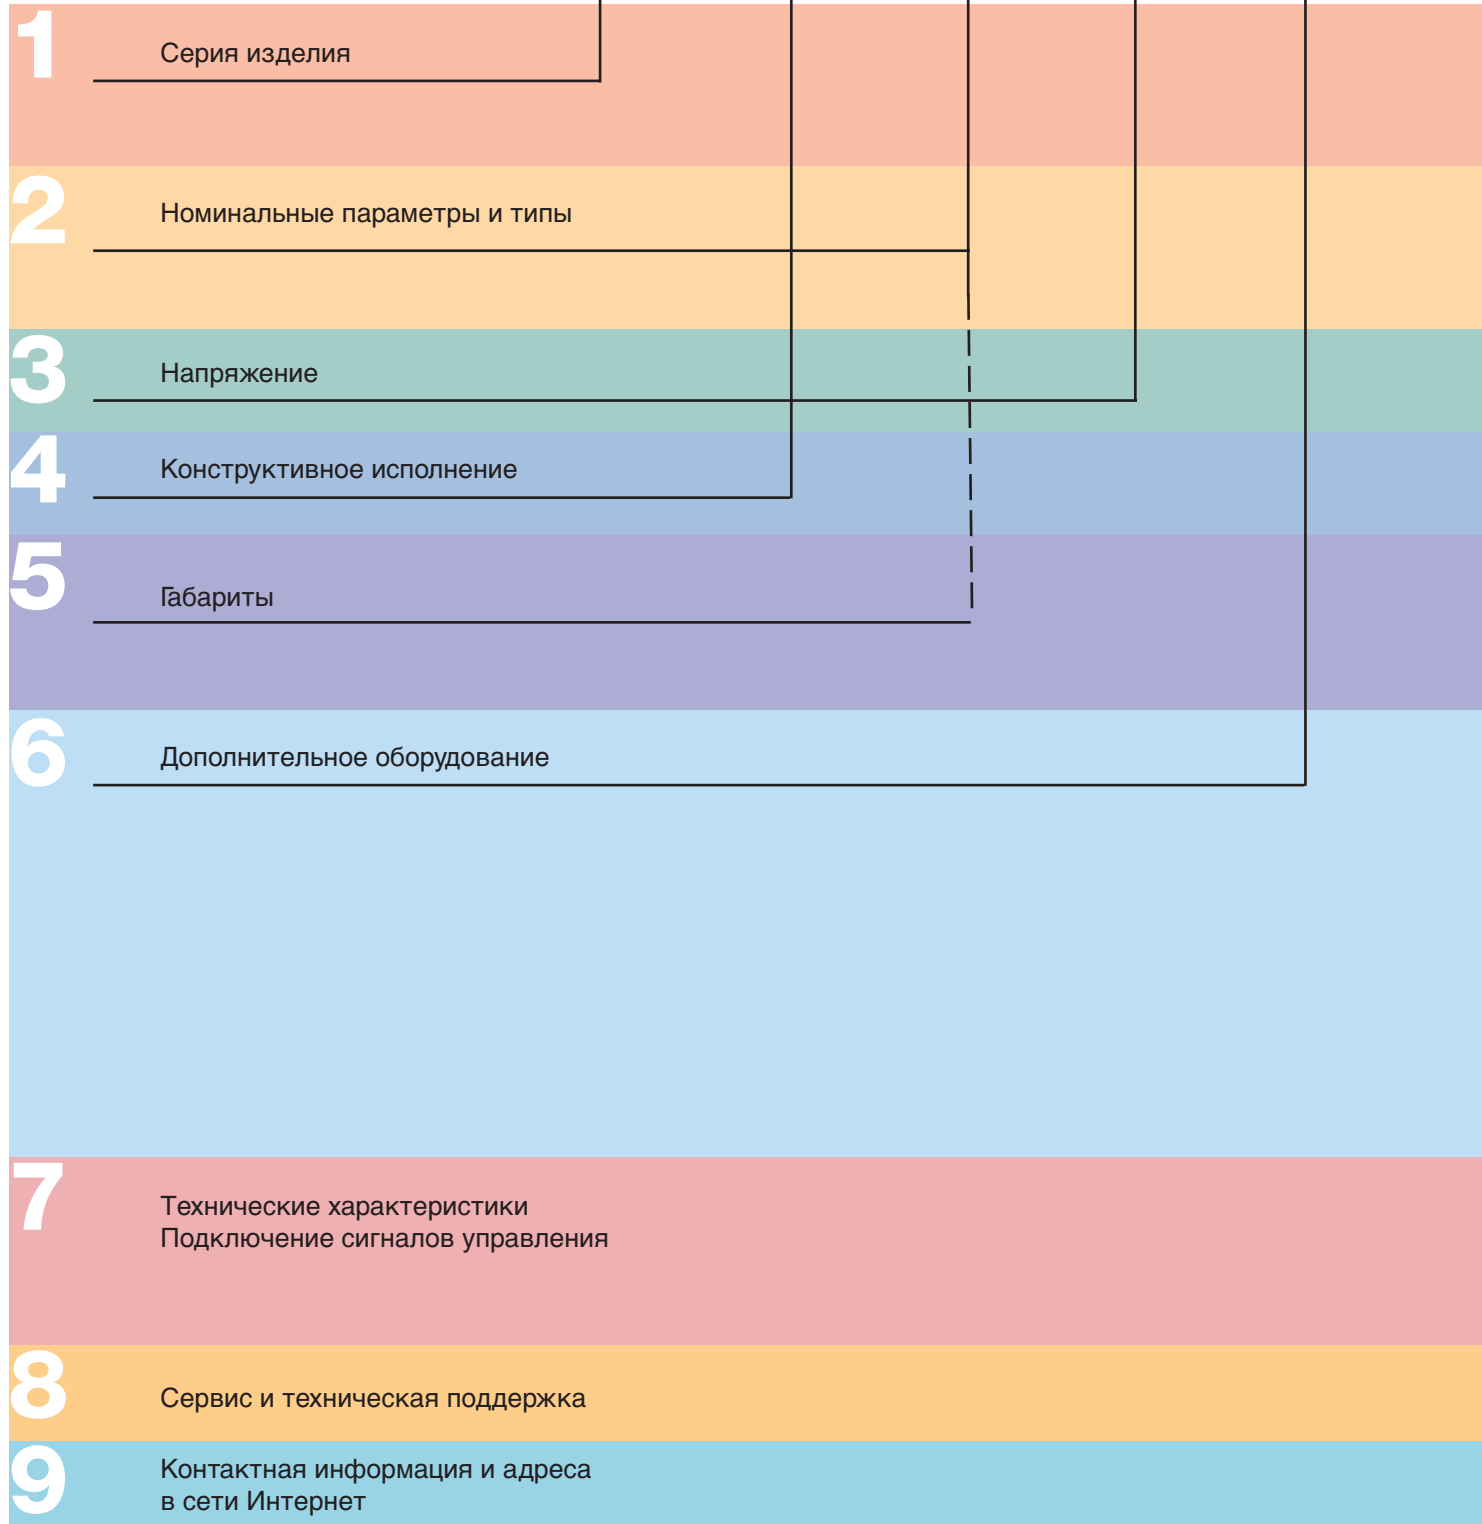 1
Серия изделия
2
Номинальные параметры и типы
3
Напряжение
4
Конструктивное исполнение
5
Габариты
6
Дополнительное оборудование
7
Технические характеристики
Подключение сигналов управления
8
Сервис и техническая поддержка
9
Контактная информация и адреса
в сети Интернет